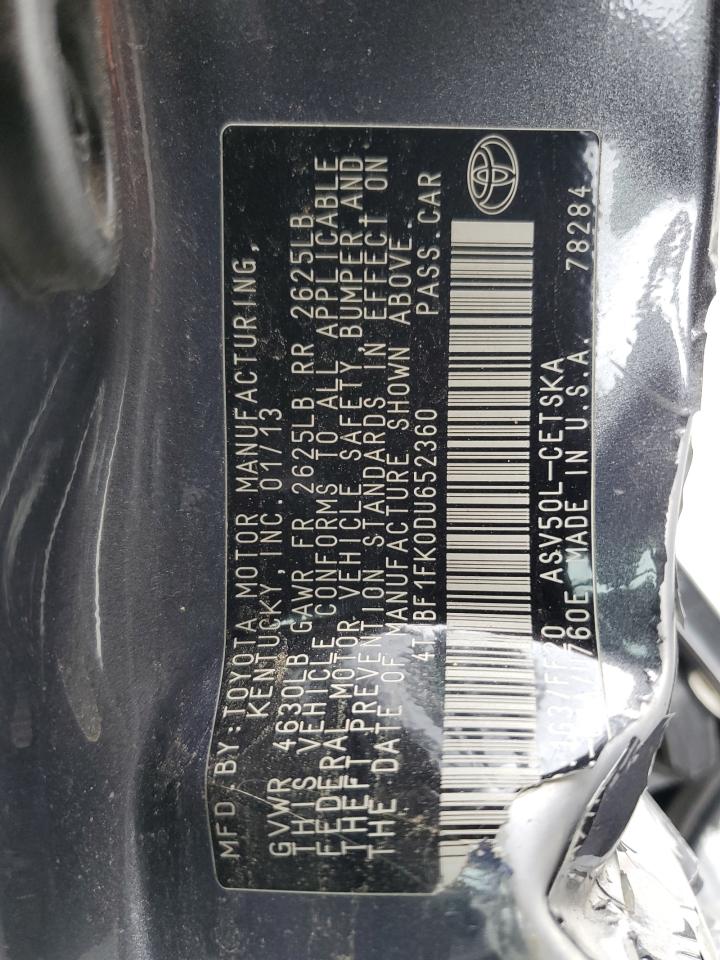 MFD. BY: TOYOTA MOTOR MANUFACTURING,
KENTUCKY, INC. 01/13
GVWR 4630LB GAWR FR 2625LB RR 2625LB
THIS VEHICLE CONFORMS TO ALL APPLICABLE
FEDERAL MOTOR VEHICLE SAFETY, BUMPER AND
THEFT PREVENTION STANDARDS IN EFFECT ON
THE DATE OF MANUFACTURE SHOWN ABOVE.
4T1BF1FK0DU652360 PASS.CAR
ASV50L-CETSKA
MADE IN U.S.A. 78284